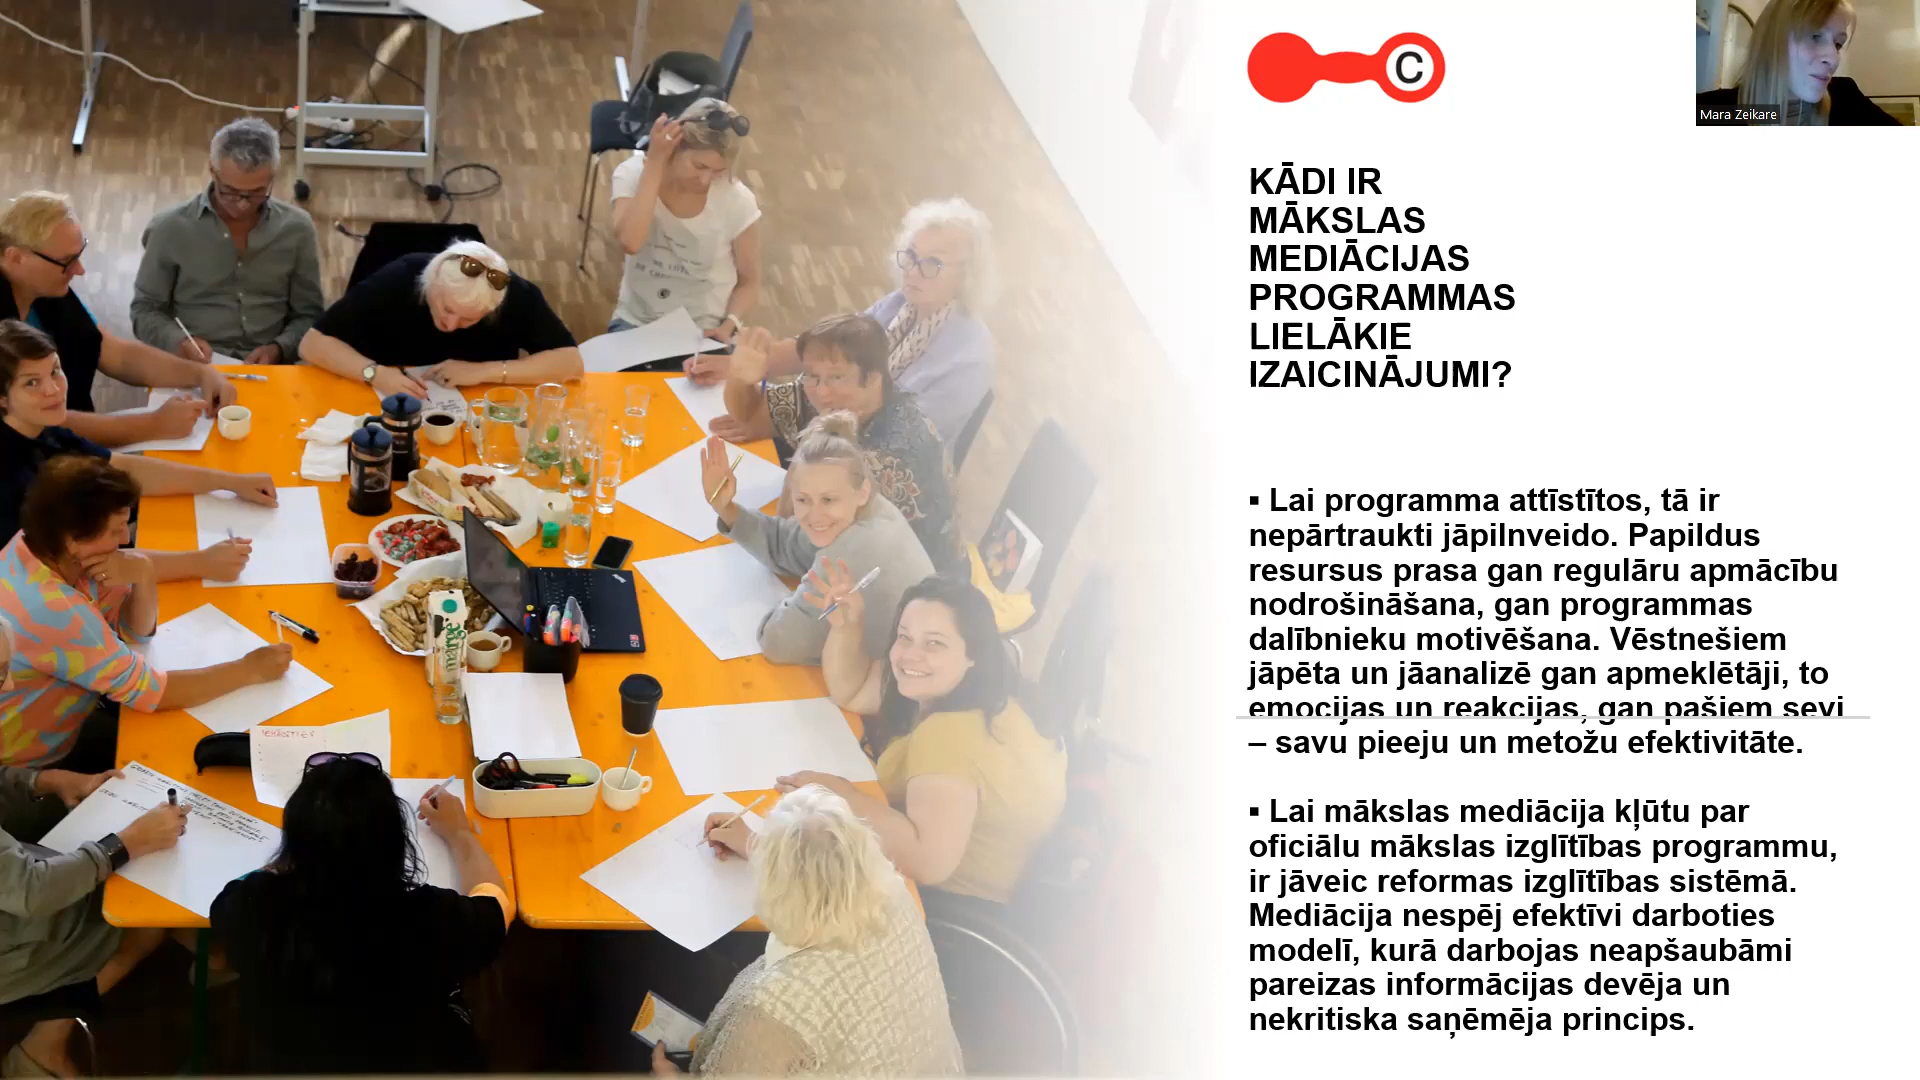 C
Mara Zeikare
KĀDI IR
MĀKSLAS
MEDIĀCIJAS
PROGRAMMAS
LIELĀKIE
IZAICINĀJUMI?
▪ Lai programma attīstītos, tā ir
nepārtraukti jāpilnveido. Papildus
resursus prasa gan regulāru apmācību
nodrošināšana, gan programmas
dalībnieku motivēšana. Vēstnešiem
jāpēta un jāanalizē gan apmeklētāji, to
emocijas un reakcijas, gan pašiem sevi
– savu pieeju un metožu efektivitāte.
▪ Lai mākslas mediācija kļūtu par
oficiālu mākslas izglītības programmu,
ir jāveic reformas izglītības sistēmā.
Mediācija nespēj efektīvi darboties
modelī, kurā darbojas neapšaubāmi
pareizas informācijas devēja un
nekritiska saņēmēja princips.